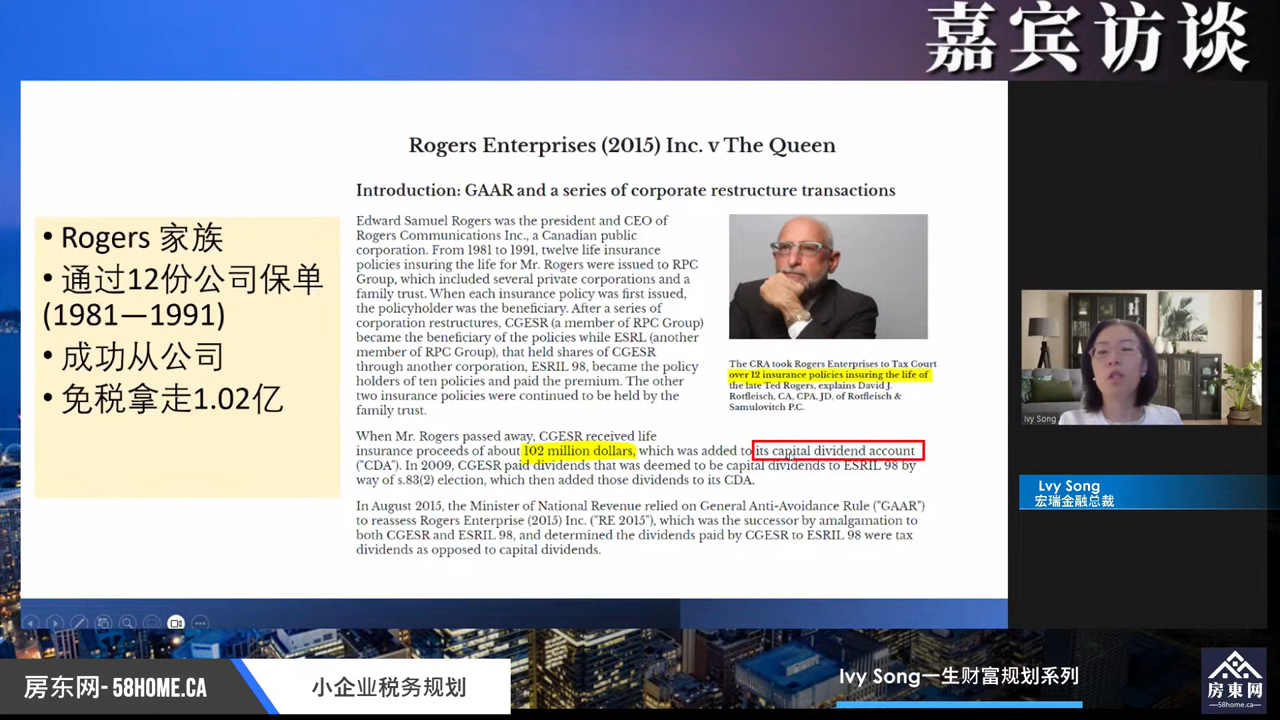 嘉宾访谈
Rogers Enterprises (2015) Inc. v The Queen
Introduction: GAAR and a series of corporate restructure transactions
• Rogers 家族
• 通过12份公司保单
(1981—1991)
• 成功从公司
• 免税拿走1.02亿
Edward Samuel Rogers was the president and CEO of
Rogers Communications Inc., a Canadian public
corporation. From 1981 to 1991, twelve life insurance
policies insuring the life for Mr. Rogers were issued to RPC
Group, which included several private corporations and a
family trust. When each insurance policy was first issued,
the policyholder was the beneficiary. After a series of
corporation restructures, CGESR (a member of RPC Group)
became the beneficiary of the policies while ESRL (another
member of RPC Group), that held shares of CGESR
through another corporation, ESRIL 98, became the policy
holders of ten policies and paid the premium. The other
two insurance policies were continued to be held by the
family trust.
The CRA took Rogers Enterprises to Tax Court
over 12 insurance policies insuring the life of
the late Ted Rogers, explains David J.
Rotfleisch, CA, CPA, JD, of Rotfleisch &
Samulovitch P.C.
When Mr. Rogers passed away, CGESR received life
insurance proceeds of about 102 million dollars, which was added to its capital dividend account
("CDA"). In 2009, CGESR paid dividends that was deemed to be capital dividends to ESRIL 98 by
way of s.83(2) election, which then added those dividends to its CDA.
In August 2015, the Minister of National Revenue relied on General Anti-Avoidance Rule ("GAAR")
to reassess Rogers Enterprise (2015) Inc. ("RE 2015"), which was the successor by amalgamation to
both CGESR and ESRIL 98, and determined the dividends paid by CGESR to ESRIL 98 were tax
dividends as opposed to capital dividends.
Ivy Song
Lvy Song
宏瑞金融总裁
房东网- 58HOME.CA
小企业税务规划
Ivy Song一生财富规划系列
房東网
—58home.ca—